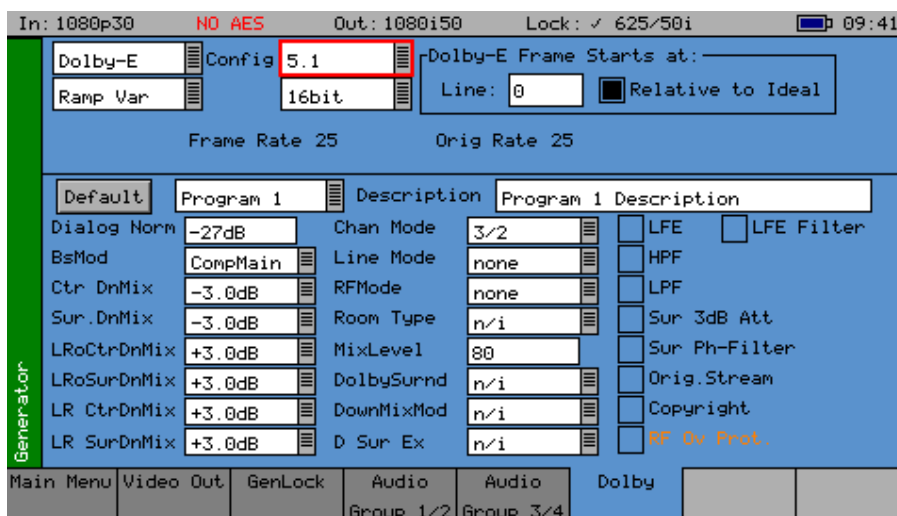 In: 1080p30 NO AES Out: 1080i50 Lock: ✓ 625/50i 09:41
Dolby-E Config 5.1 Dolby-E Frame Starts at:
Ramp Var 16bit Line: 0 Relative to Ideal
Frame Rate 25 Orig Rate 25
Default Program 1 Description Program 1 Description
Dialog Norm -27dB Chan Mode 3/2 LFE LFE Filter
BsMod CompMain Line Mode none HPF
Ctr DnMix -3.0dB RFMode none LPF
Sur.DnMix -3.0dB Room Type n/i Sur 3dB Att
LRoCtrDnMix +3.0dB MixLevel 80 Sur Ph-Filter
LRoSurDnMix +3.0dB DolbySurnd n/i Orig.Stream
LR CtrDnMix +3.0dB DownMixMod n/i Copyright
LR SurDnMix +3.0dB D Sur Ex n/i RF Ov Prot.
Generator
Main Menu Video Out GenLock Audio Audio Dolby
Group 1/2 Group 3/4